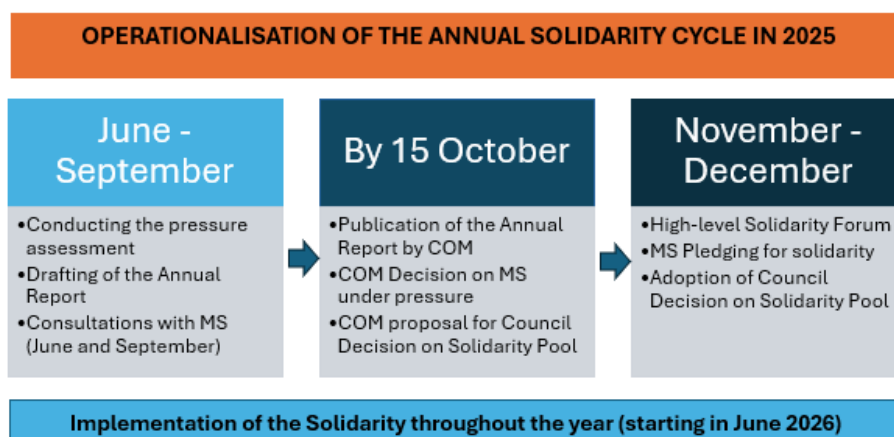 OPERATIONALISATION OF THE ANNUAL SOLIDARITY CYCLE IN 2025
June -
September
•Conducting the pressure
assessment
•Drafting of the Annual
Report
•Consultations with MS
(June and September)
By 15 October
•Publication of the Annual
Report by COM
•COM Decision on MS
under pressure
•COM proposal for Council
Decision on Solidarity Pool
November -
December
•High-level Solidarity Forum
•MS Pledging for solidarity
•Adoption of Council
Decision on Solidarity Pool
Implementation of the Solidarity throughout the year (starting in June 2026)